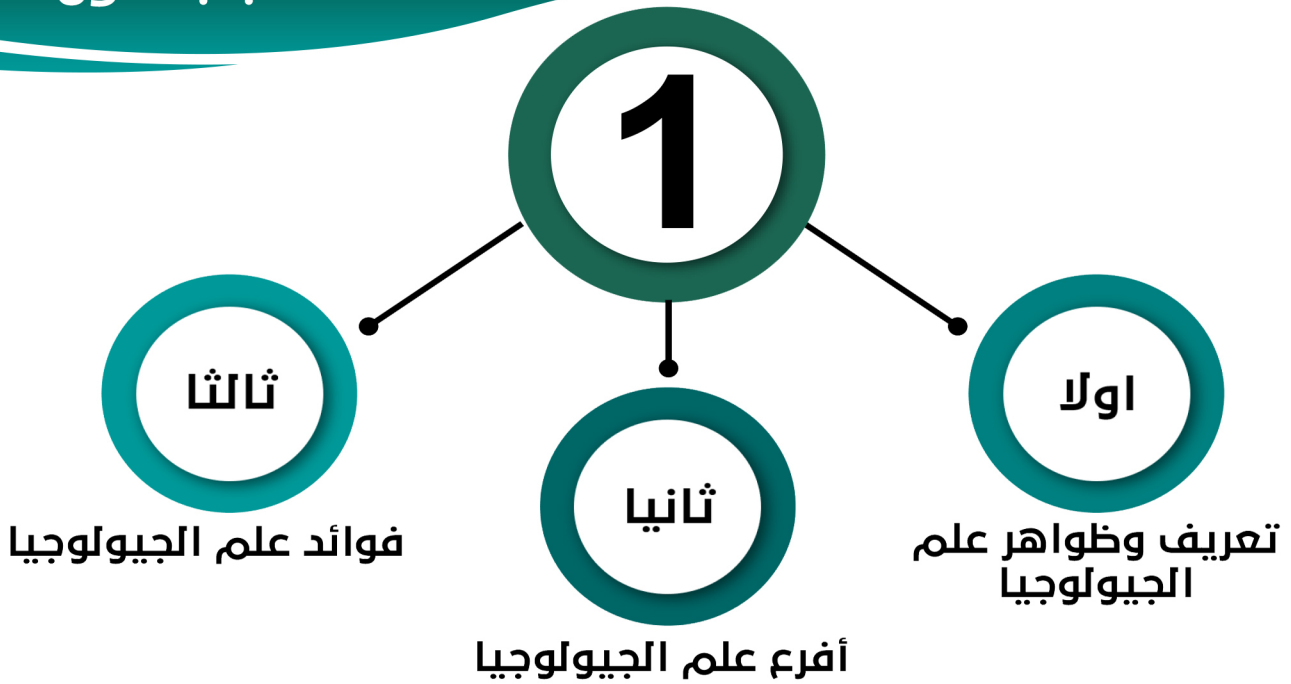 1
اولا
تعريف وظواهر علم
الجيولوجيا
ثانيا
أفرع علم الجيولوجيا
ثالثا
فوائد علم الجيولوجيا